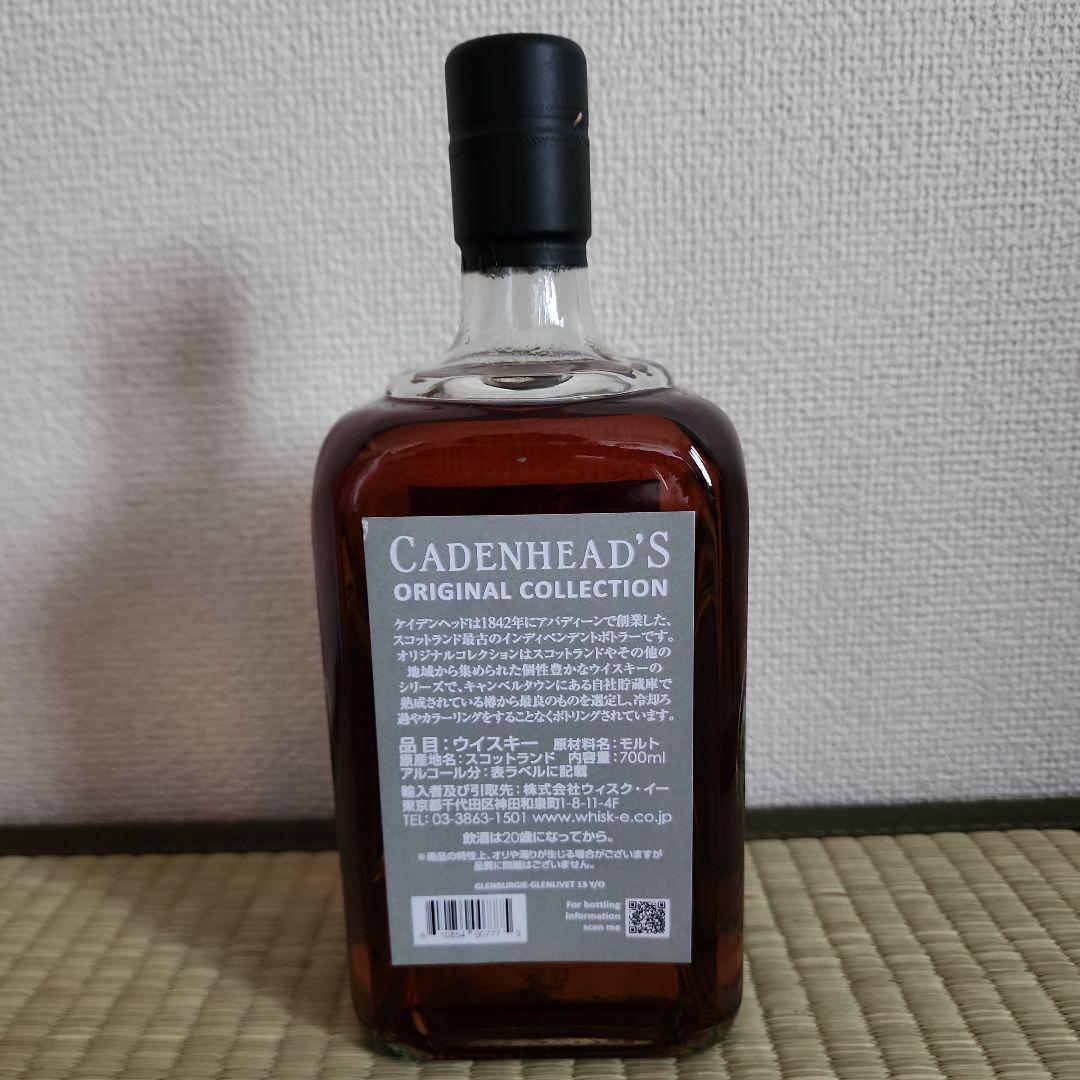 CADENHEAD'S
ORIGINAL COLLECTION
ケイデンヘッドは1842年にアバディーンで創業した、
スコットランド最古のインディペンデントボトラーです。
オリジナルコレクションはスコットランドやその他の
地域から集められた個性豊かなウイスキーの
シリーズで、キャンベルタウンにある自社貯蔵庫で
熟成されている樽から最良のものを選定し、冷却ろ
過やカラーリングをすることなくボトリングされています。
品目：ウイスキー 原材料名：モルト
原産地名：スコットランド 内容量：700ml
アルコール分：表ラベルに記載
輸入者及び引取先：株式会社ウィスク・イー
東京都千代田区神田和泉町1-8-11-4F
TEL: 03-3863-1501 www.whisk-e.co.jp
飲酒は20歳になってから。
※産品の特性上、オリや濁りが生じる場合がございますが
品質に問題はございません。
GLENBURGIE-GLENLIVET 13 Y/O
For bottling
information
scan me
6 10854 00777 5